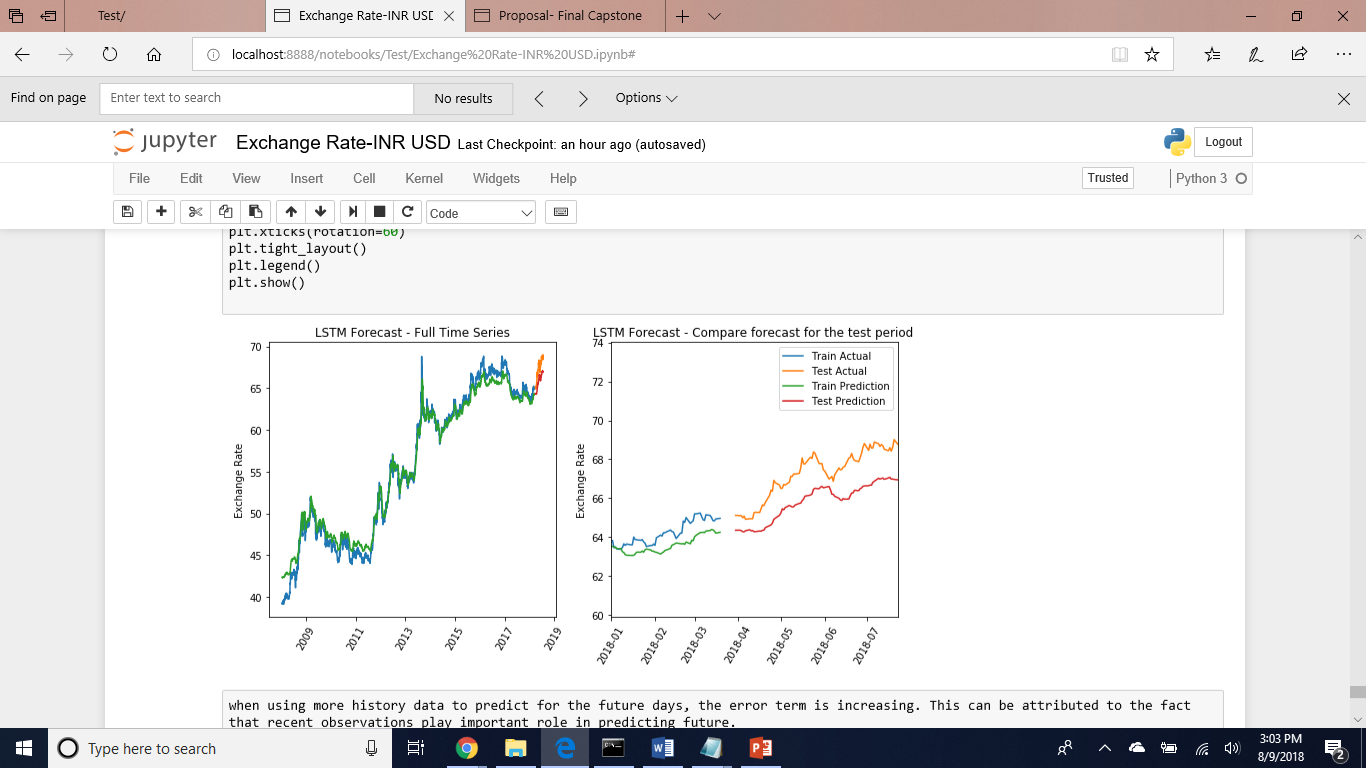 Test/
Exchange Rate-INR USD
Proposal- Final Capstone
localhost:8888/notebooks/Test/Exchange%20Rate-INR%20USD.ipynb#
Find on page
Enter text to search
No results
Options
jupyter
Exchange Rate-INR USD Last Checkpoint: an hour ago (autosaved)
Logout
File Edit View Insert Cell Kernel Widgets Help
Trusted
Python 3
Code
plt.xticks(rotation=60)
plt.tight_layout()
plt.legend()
plt.show()
LSTM Forecast - Full Time Series
Exchange Rate
70
65
60
55
50
45
40
2009 2011 2013 2015 2017 2019
LSTM Forecast - Compare forecast for the test period
Exchange Rate
74
72
70
68
66
64
62
60
Train Actual
Test Actual
Train Prediction
Test Prediction
2018-01 2018-02 2018-03 2018-04 2018-05 2018-06 2018-07
when using more history data to predict for the future days, the error term is increasing. This can be attributed to the fact
that recent observations play important role in predicting future.
Type here to search
3:03 PM
8/9/2018
2